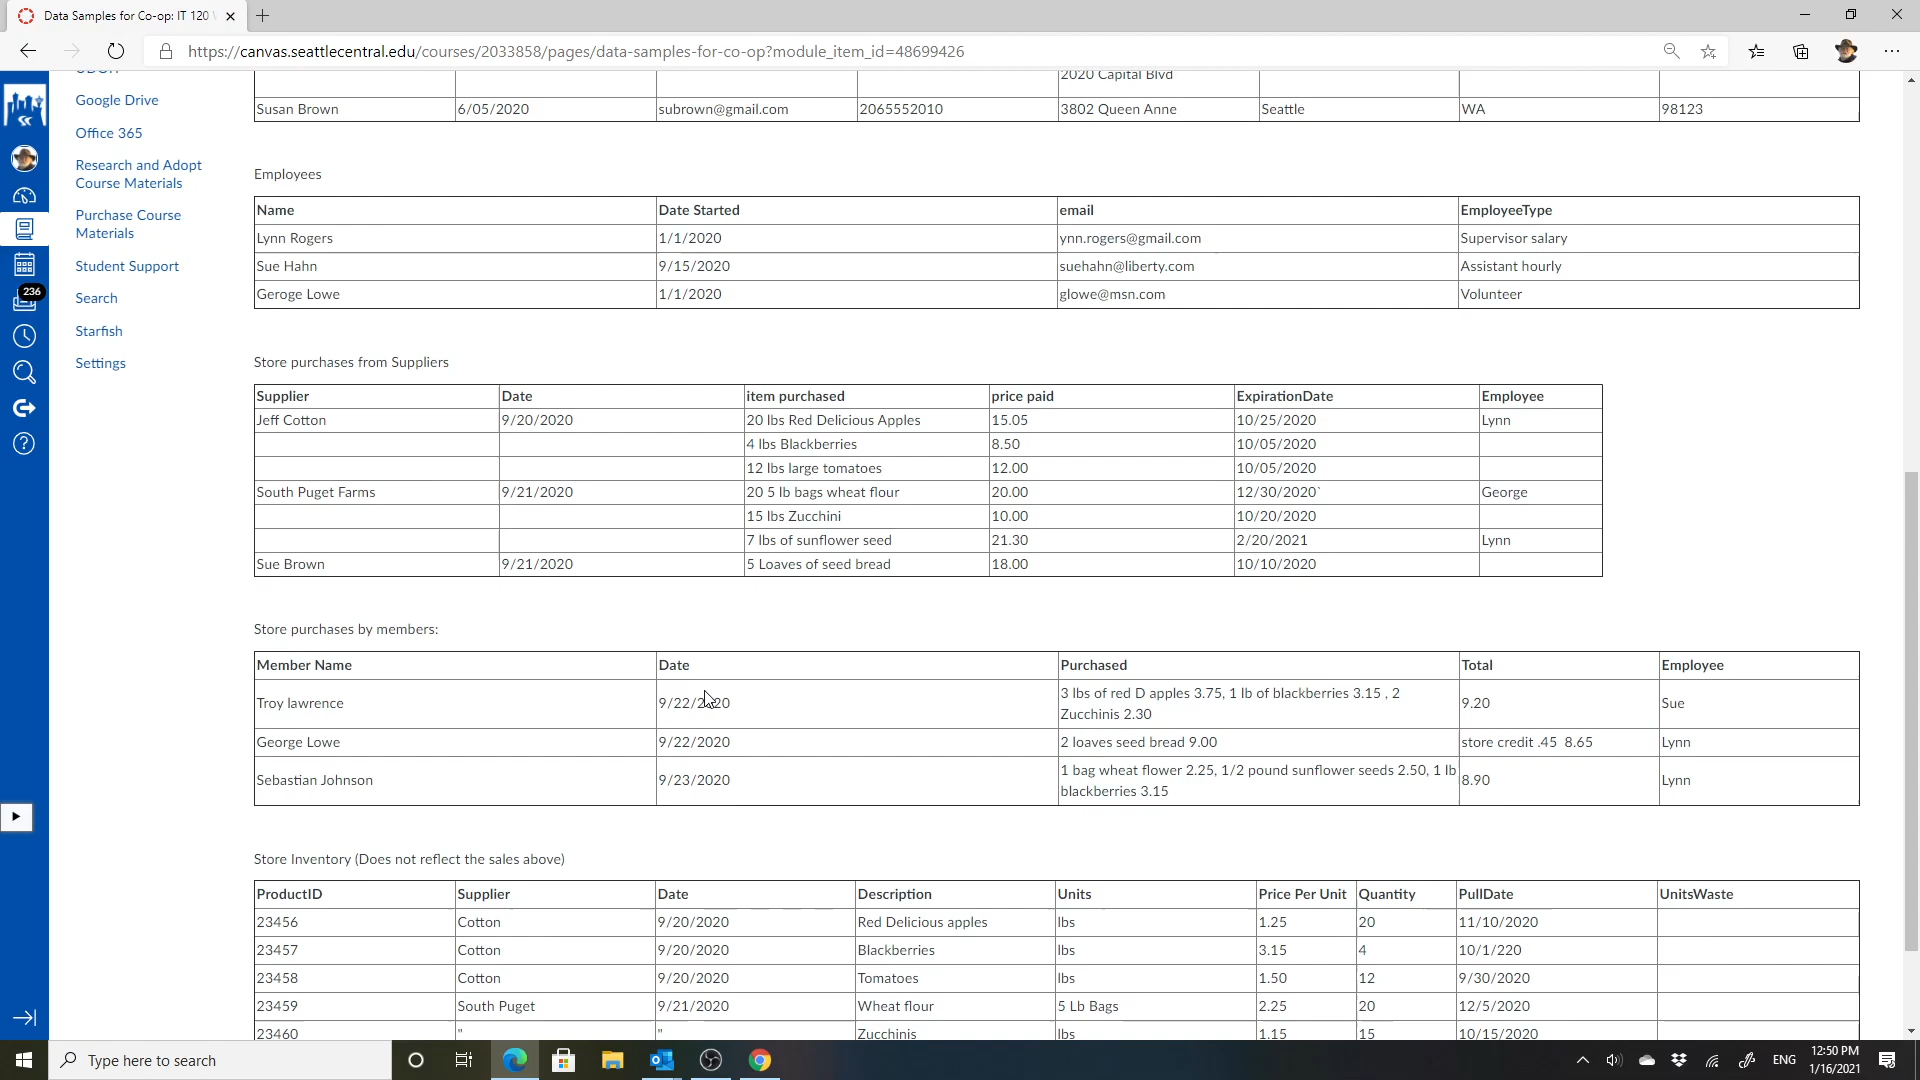 Data Samples for Co-op: IT 120
https://canvas.seattlecentral.edu/courses/2033858/pages/data-samples-for-co-op?module_item_id=48699426
Google Drive
Office 365
Research and Adopt
Course Materials
Purchase Course
Materials
Student Support
236
Search
Starfish
Settings
2020 Capital Blvd
Susan Brown 6/05/2020 subrown@gmail.com 2065552010 3802 Queen Anne Seattle WA 98123
Employees
Name Date Started email EmployeeType
Lynn Rogers 1/1/2020 ynn.rogers@gmail.com Supervisor salary
Sue Hahn 9/15/2020 suehahn@liberty.com Assistant hourly
Geroge Lowe 1/1/2020 glowe@msn.com Volunteer
Store purchases from Suppliers
Supplier Date item purchased price paid ExpirationDate Employee
Jeff Cotton 9/20/2020 20 lbs Red Delicious Apples 15.05 10/25/2020 Lynn
4 lbs Blackberries 8.50 10/05/2020
12 lbs large tomatoes 12.00 10/05/2020
South Puget Farms 9/21/2020 20 5 lb bags wheat flour 20.00 12/30/2020` George
15 lbs Zucchini 10.00 10/20/2020
7 lbs of sunflower seed 21.30 2/20/2021 Lynn
Sue Brown 9/21/2020 5 Loaves of seed bread 18.00 10/10/2020
Store purchases by members:
Member Name Date Purchased Total Employee
Troy lawrence 9/22/2020 3 lbs of red D apples 3.75, 1 lb of blackberries 3.15 , 2 9.20 Sue
Zucchinis 2.30
George Lowe 9/22/2020 2 loaves seed bread 9.00 store credit .45 8.65 Lynn
Sebastian Johnson 9/23/2020 1 bag wheat flower 2.25, 1/2 pound sunflower seeds 2.50, 1 lb 8.90 Lynn
blackberries 3.15
Store Inventory (Does not reflect the sales above)
ProductID Supplier Date Description Units Price Per Unit Quantity PullDate UnitsWaste
23456 Cotton 9/20/2020 Red Delicious apples lbs 1.25 20 11/10/2020
23457 Cotton 9/20/2020 Blackberries lbs 3.15 4 10/1/220
23458 Cotton 9/20/2020 Tomatoes lbs 1.50 12 9/30/2020
23459 South Puget 9/21/2020 Wheat flour 5 Lb Bags 2.25 20 12/5/2020
23460 " " Zucchinis lbs 1.15 15 10/15/2020
Type here to search
ENG
12:50 PM
1/16/2021